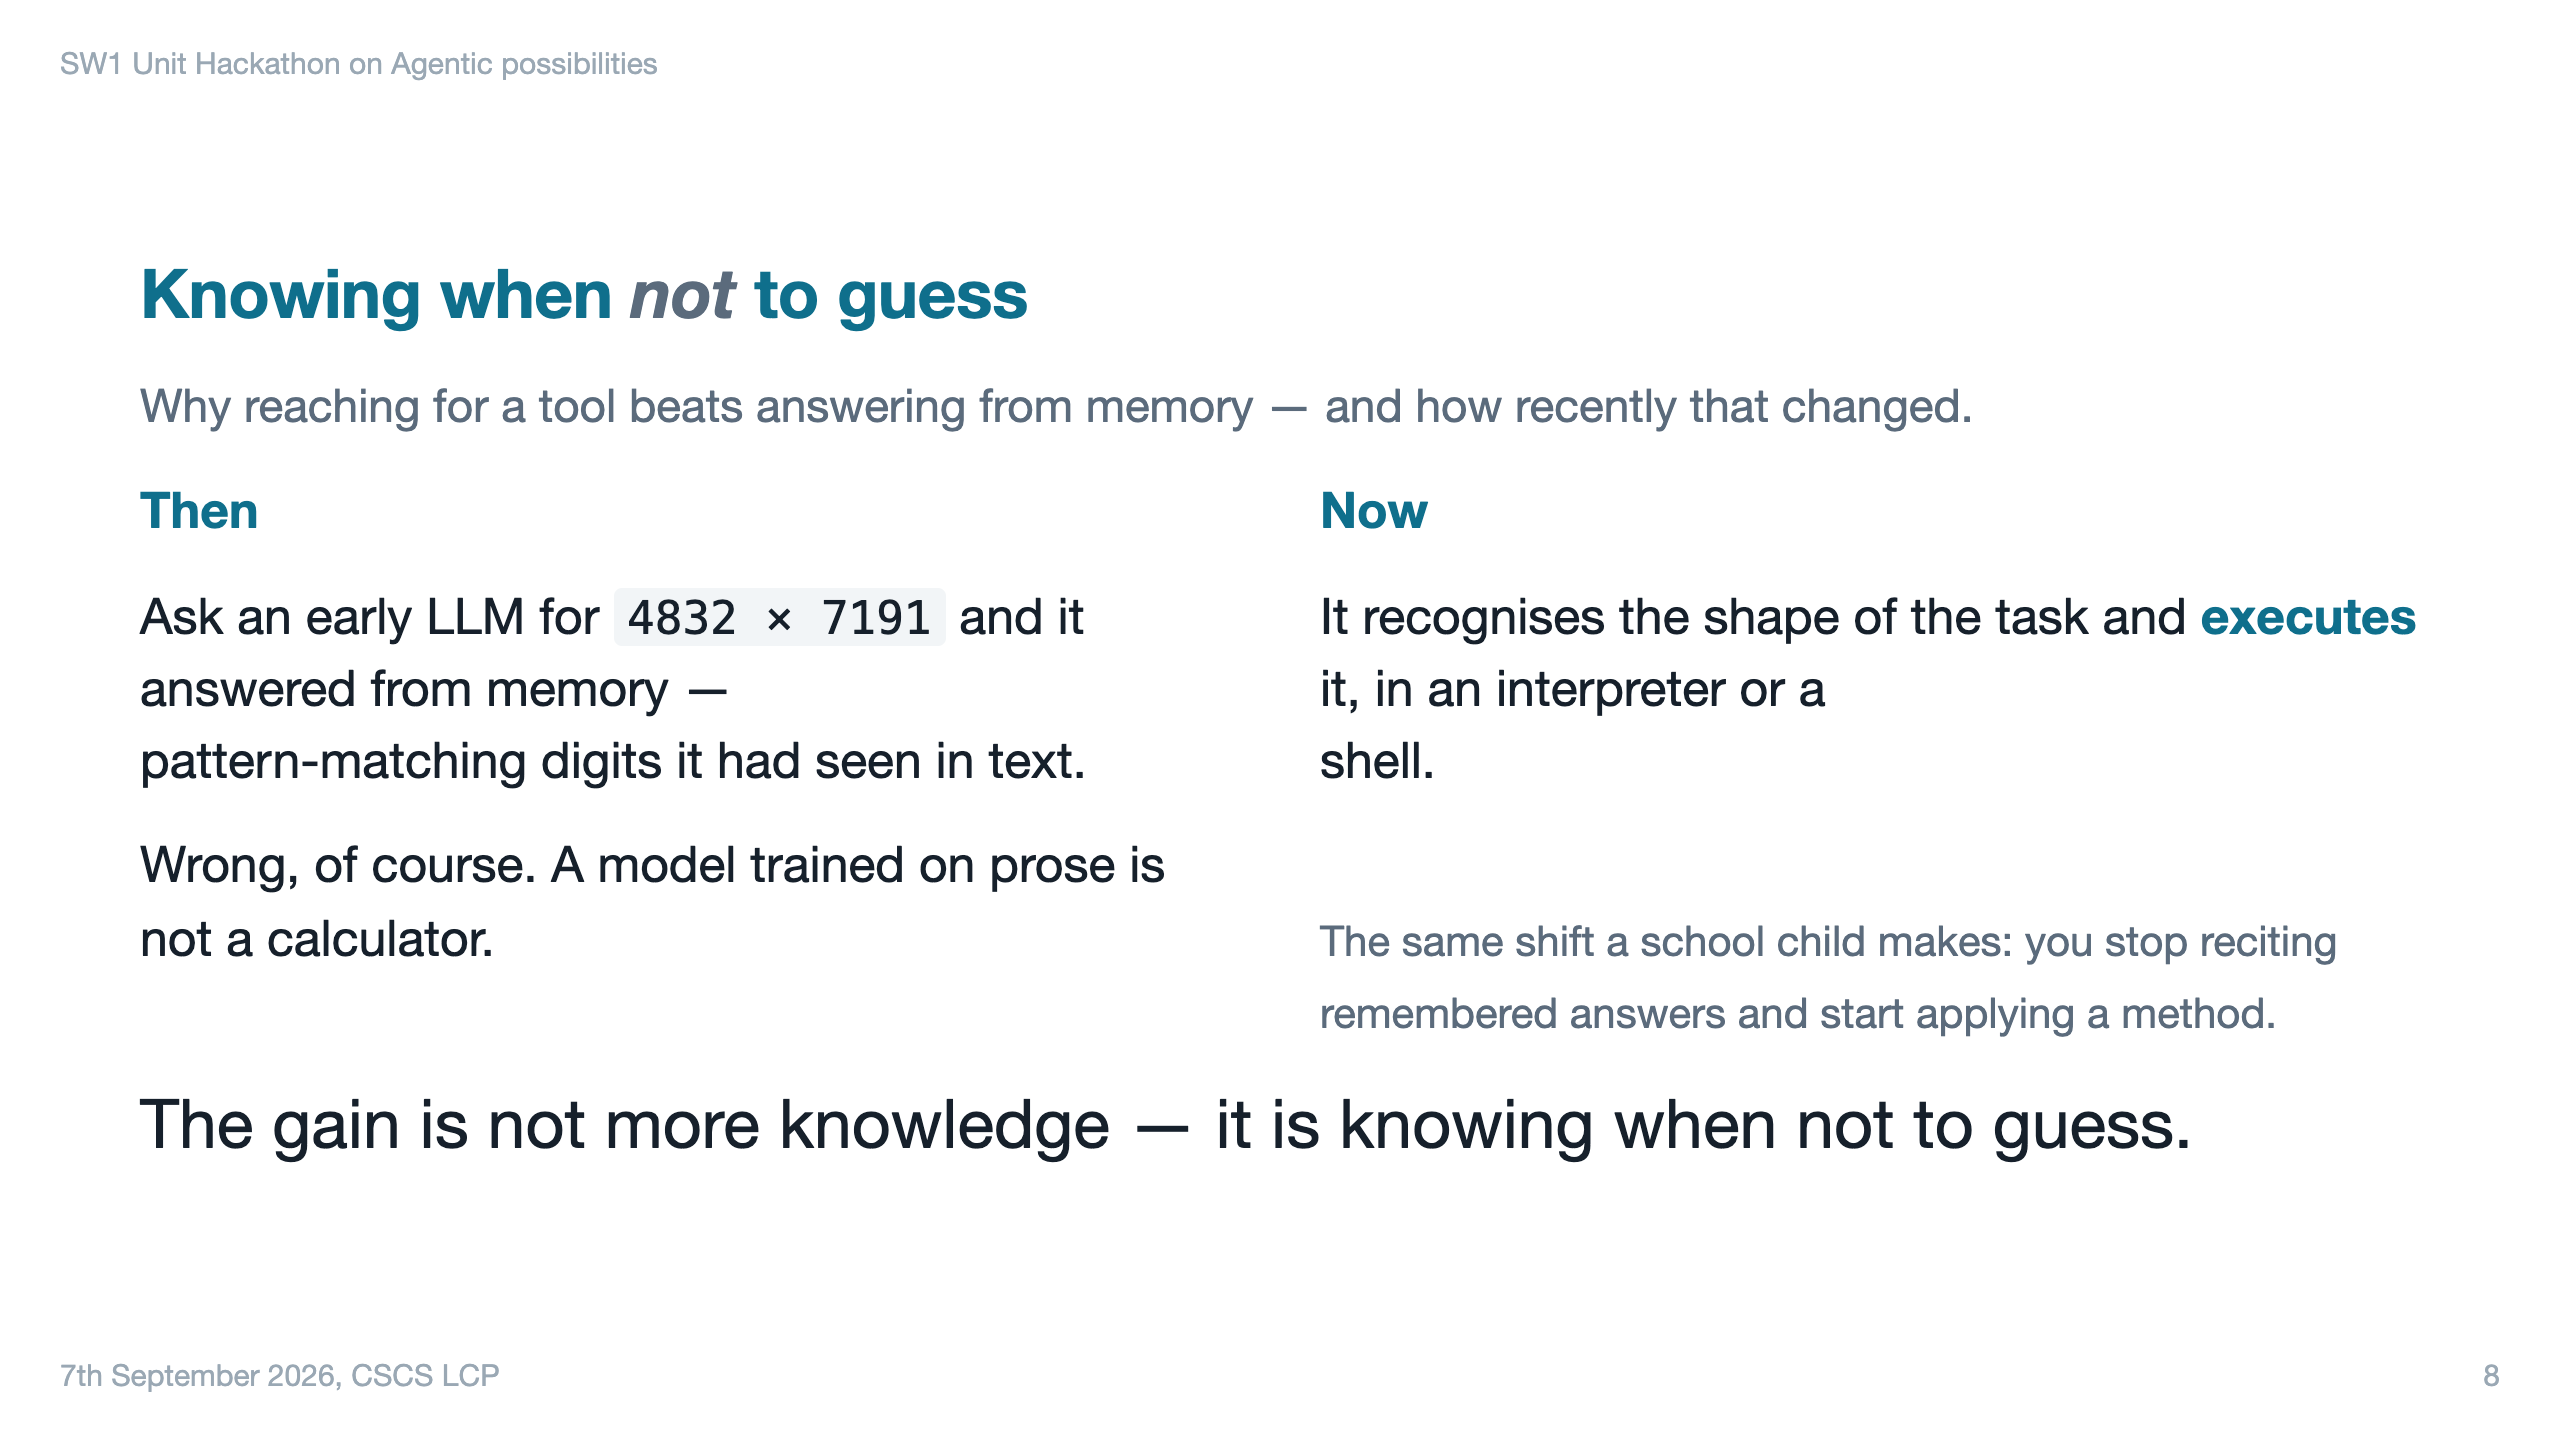 SW1 Unit Hackathon on Agentic possibilities
Knowing when not to guess
Why reaching for a tool beats answering from memory — and how recently that changed.
Then
Ask an early LLM for 4832 × 7191 and it
answered from memory —
pattern-matching digits it had seen in text.
Wrong, of course. A model trained on prose is
not a calculator.
Now
It recognises the shape of the task and executes
it, in an interpreter or a
shell.
The same shift a school child makes: you stop reciting
remembered answers and start applying a method.
The gain is not more knowledge — it is knowing when not to guess.
7th September 2026, CSCS LCP
8